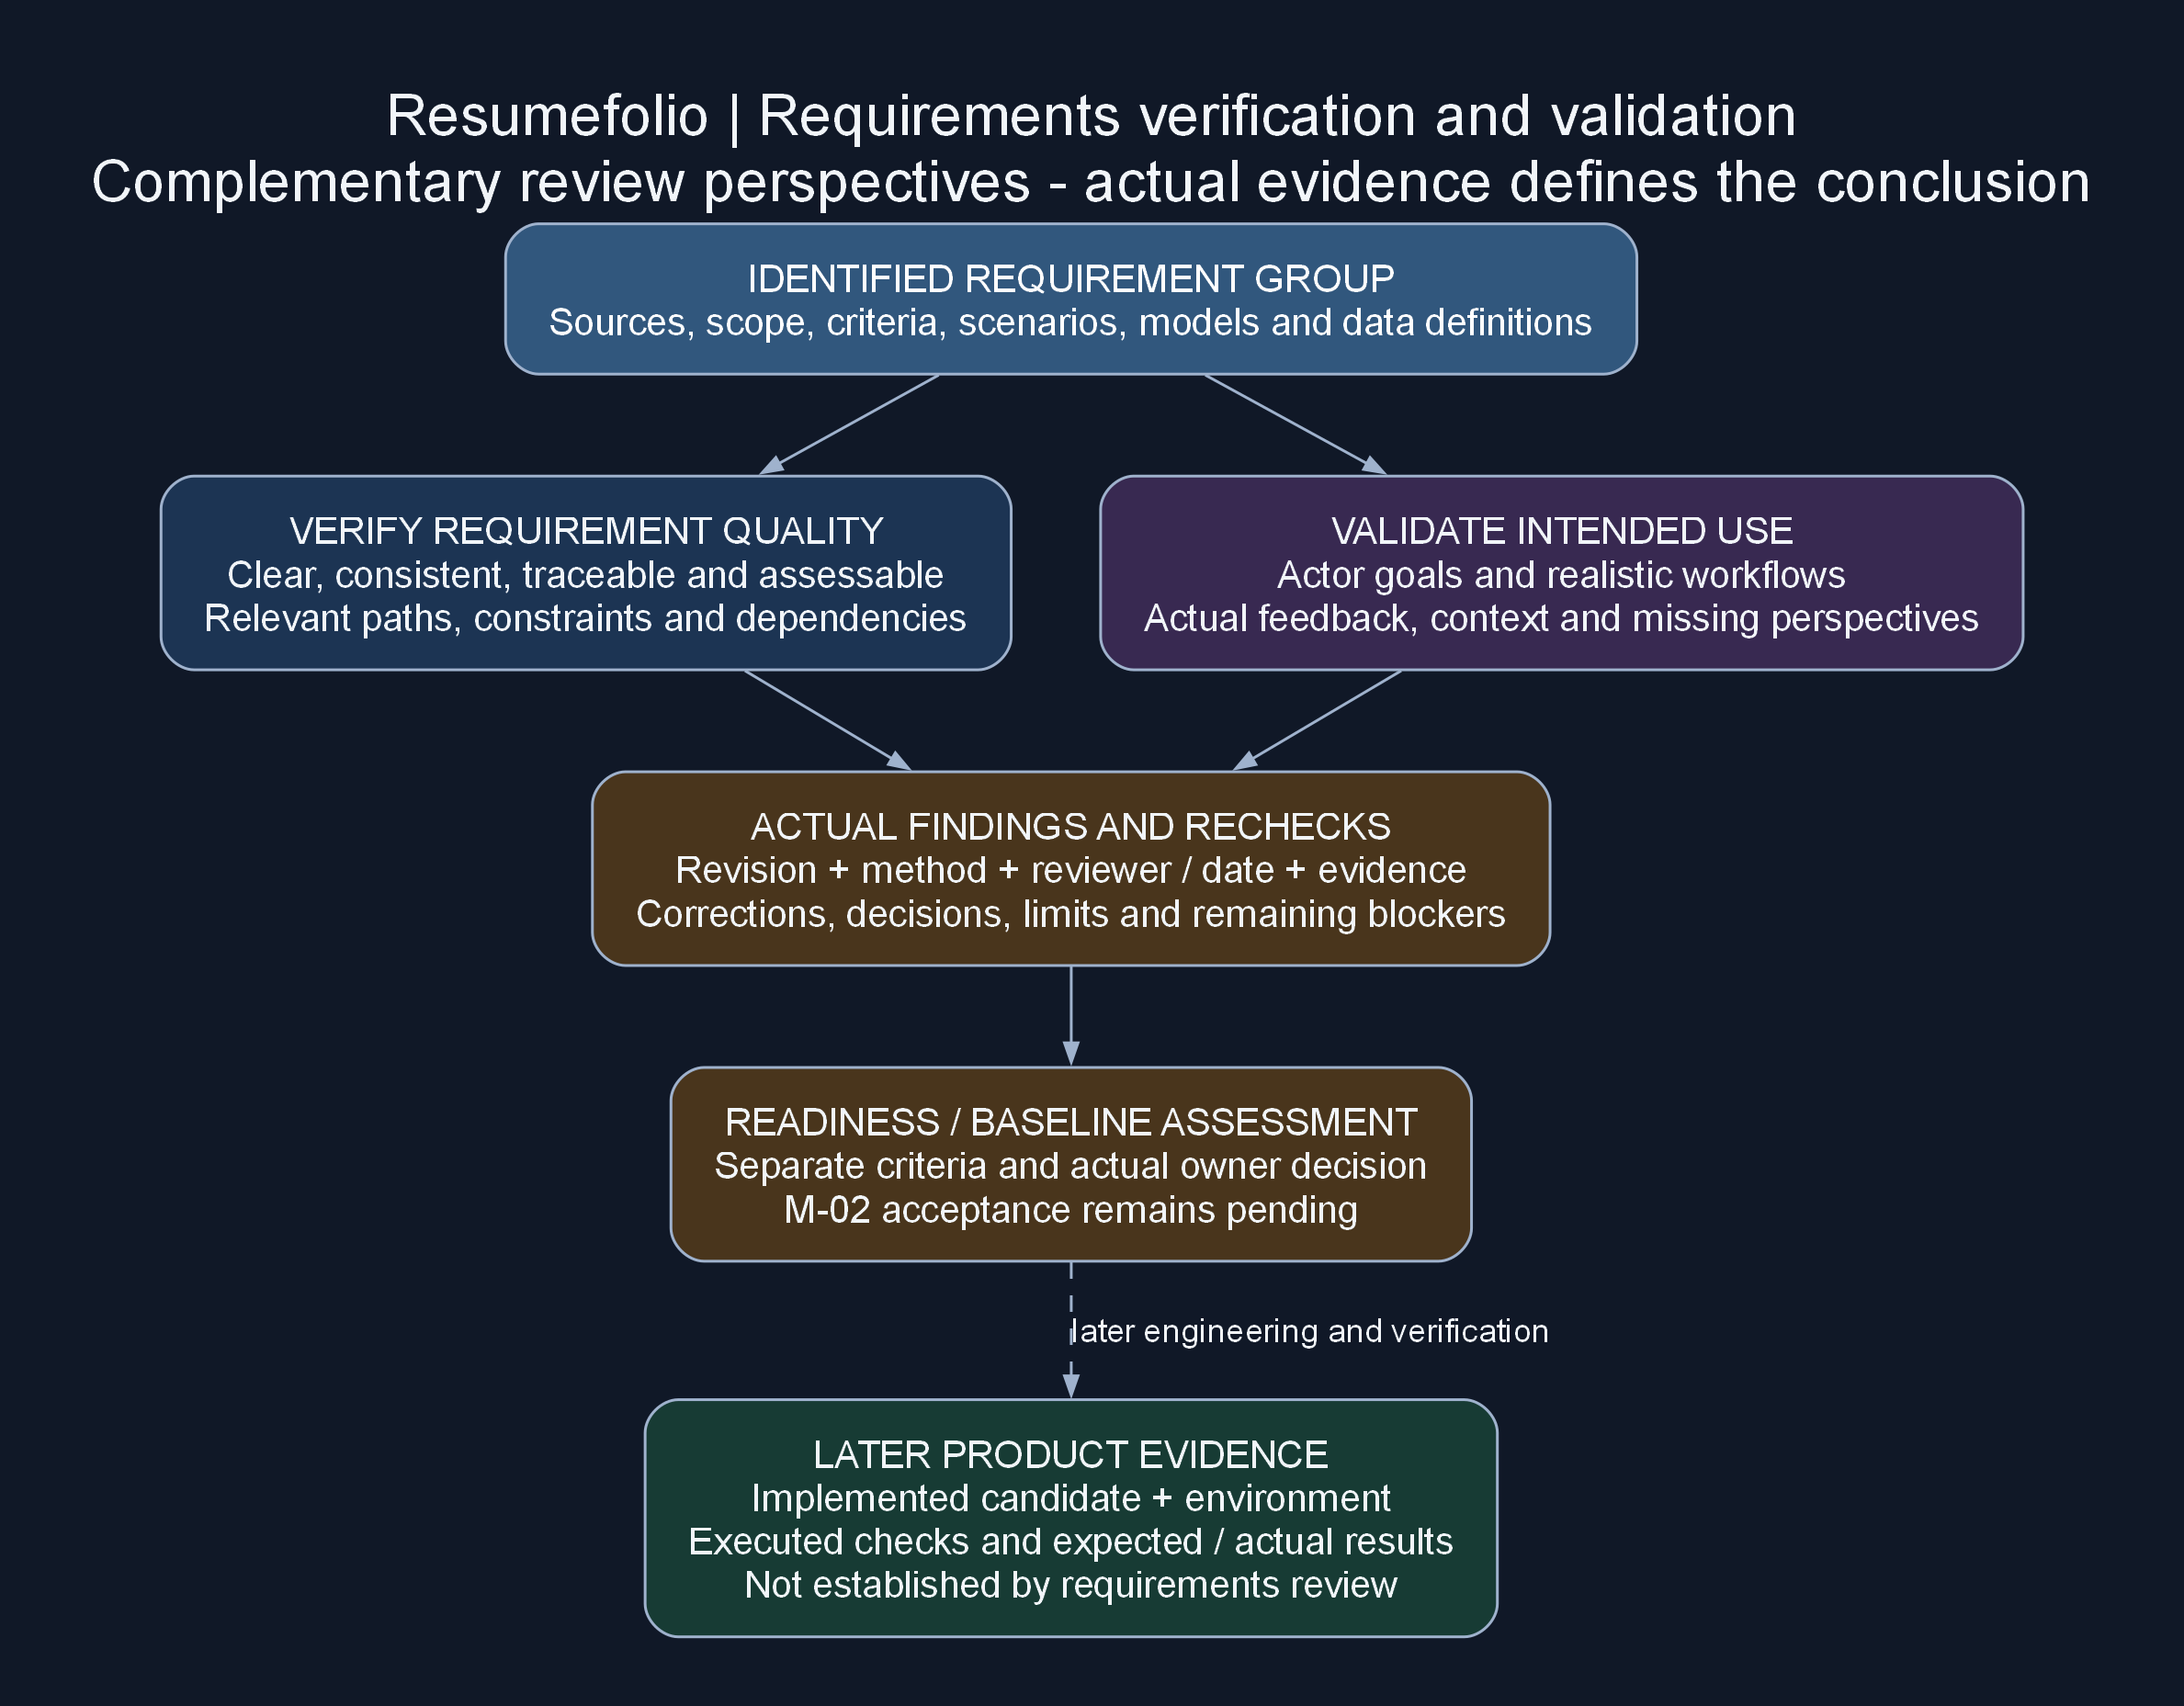 Resumefolio | Requirements verification and validation
Complementary review perspectives - actual evidence defines the conclusion
IDENTIFIED REQUIREMENT GROUP
Sources, scope, criteria, scenarios, models and data definitions
VERIFY REQUIREMENT QUALITY
Clear, consistent, traceable and assessable
Relevant paths, constraints and dependencies
VALIDATE INTENDED USE
Actor goals and realistic workflows
Actual feedback, context and missing perspectives
ACTUAL FINDINGS AND RECHECKS
Revision + method + reviewer / date + evidence
Corrections, decisions, limits and remaining blockers
READINESS / BASELINE ASSESSMENT
Separate criteria and actual owner decision
M-02 acceptance remains pending
later engineering and verification
LATER PRODUCT EVIDENCE
Implemented candidate + environment
Executed checks and expected / actual results
Not established by requirements review